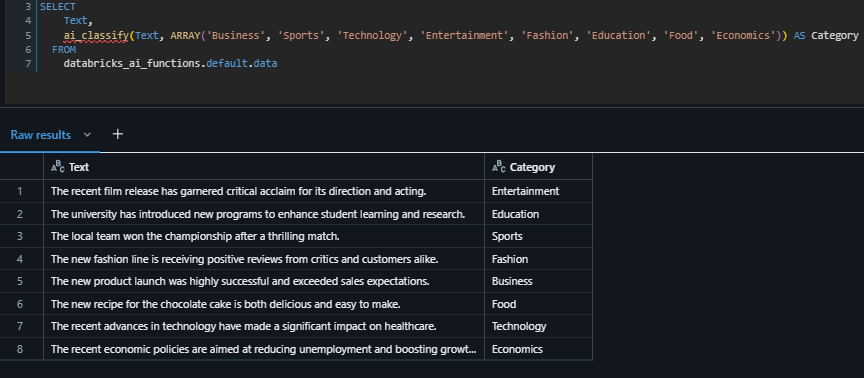 3 SELECT
4 Text,
5 ai_classify(Text, ARRAY('Business', 'Sports', 'Technology', 'Entertainment', 'Fashion', 'Education', 'Food', 'Economics')) AS Category
6 FROM
7 databricks_ai_functions.default.data
Raw results +
ABC Text ABC Category
1 The recent film release has garnered critical acclaim for its direction and acting. Entertainment
2 The university has introduced new programs to enhance student learning and research. Education
3 The local team won the championship after a thrilling match. Sports
4 The new fashion line is receiving positive reviews from critics and customers alike. Fashion
5 The new product launch was highly successful and exceeded sales expectations. Business
6 The new recipe for the chocolate cake is both delicious and easy to make. Food
7 The recent advances in technology have made a significant impact on healthcare. Technology
8 The recent economic policies are aimed at reducing unemployment and boosting growt... Economics